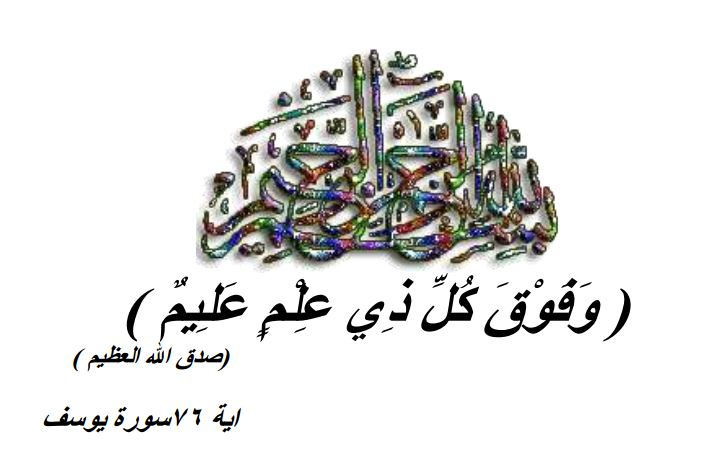 بسم الله الرحمن الرحيم
( وَفَوْقَ كُلِّ ذِي عِلْمٍ عَلِيمٌ )
(صدق الله العظيم )
اية ٧٦سورة يوسف